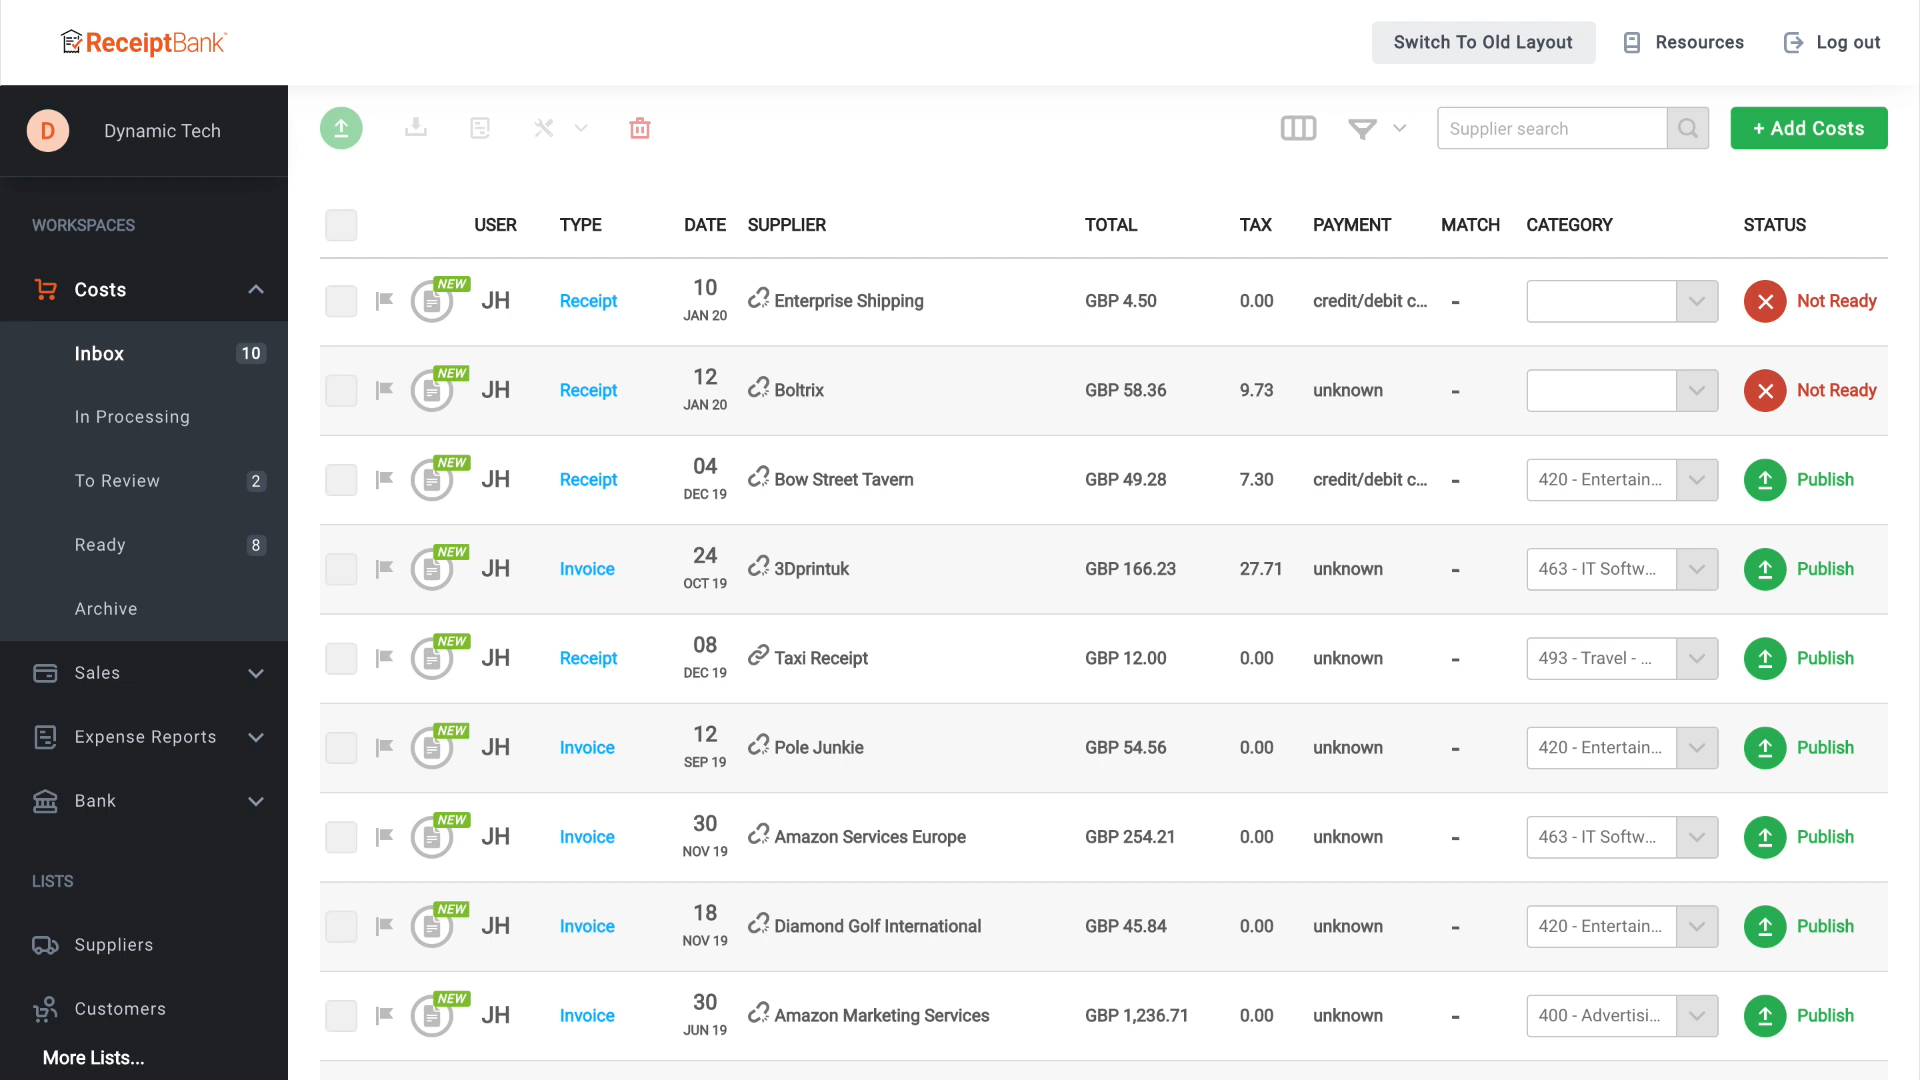 ReceiptBank
Switch To Old Layout
Resources
Log out
D
Dynamic Tech
Supplier search
+ Add Costs
WORKSPACES
Costs
Inbox 10
In Processing
To Review 2
Ready 8
Archive
Sales
Expense Reports
Bank
LISTS
Suppliers
Customers
More Lists...
USER TYPE DATE SUPPLIER TOTAL TAX PAYMENT MATCH CATEGORY STATUS
NEW JH Receipt 10 JAN 20 Enterprise Shipping GBP 4.50 0.00 credit/debit c... - Not Ready
NEW JH Receipt 12 JAN 20 Boltrix GBP 58.36 9.73 unknown - Not Ready
NEW JH Receipt 04 DEC 19 Bow Street Tavern GBP 49.28 7.30 credit/debit c... - 420 - Entertain... Publish
NEW JH Invoice 24 OCT 19 3Dprintuk GBP 166.23 27.71 unknown - 463 - IT Softw... Publish
NEW JH Receipt 08 DEC 19 Taxi Receipt GBP 12.00 0.00 unknown - 493 - Travel - ... Publish
NEW JH Invoice 12 SEP 19 Pole Junkie GBP 54.56 0.00 unknown - 420 - Entertain... Publish
NEW JH Invoice 30 NOV 19 Amazon Services Europe GBP 254.21 0.00 unknown - 463 - IT Softw... Publish
NEW JH Invoice 18 NOV 19 Diamond Golf International GBP 45.84 0.00 unknown - 420 - Entertain... Publish
NEW JH Invoice 30 JUN 19 Amazon Marketing Services GBP 1,236.71 0.00 unknown - 400 - Advertisi... Publish